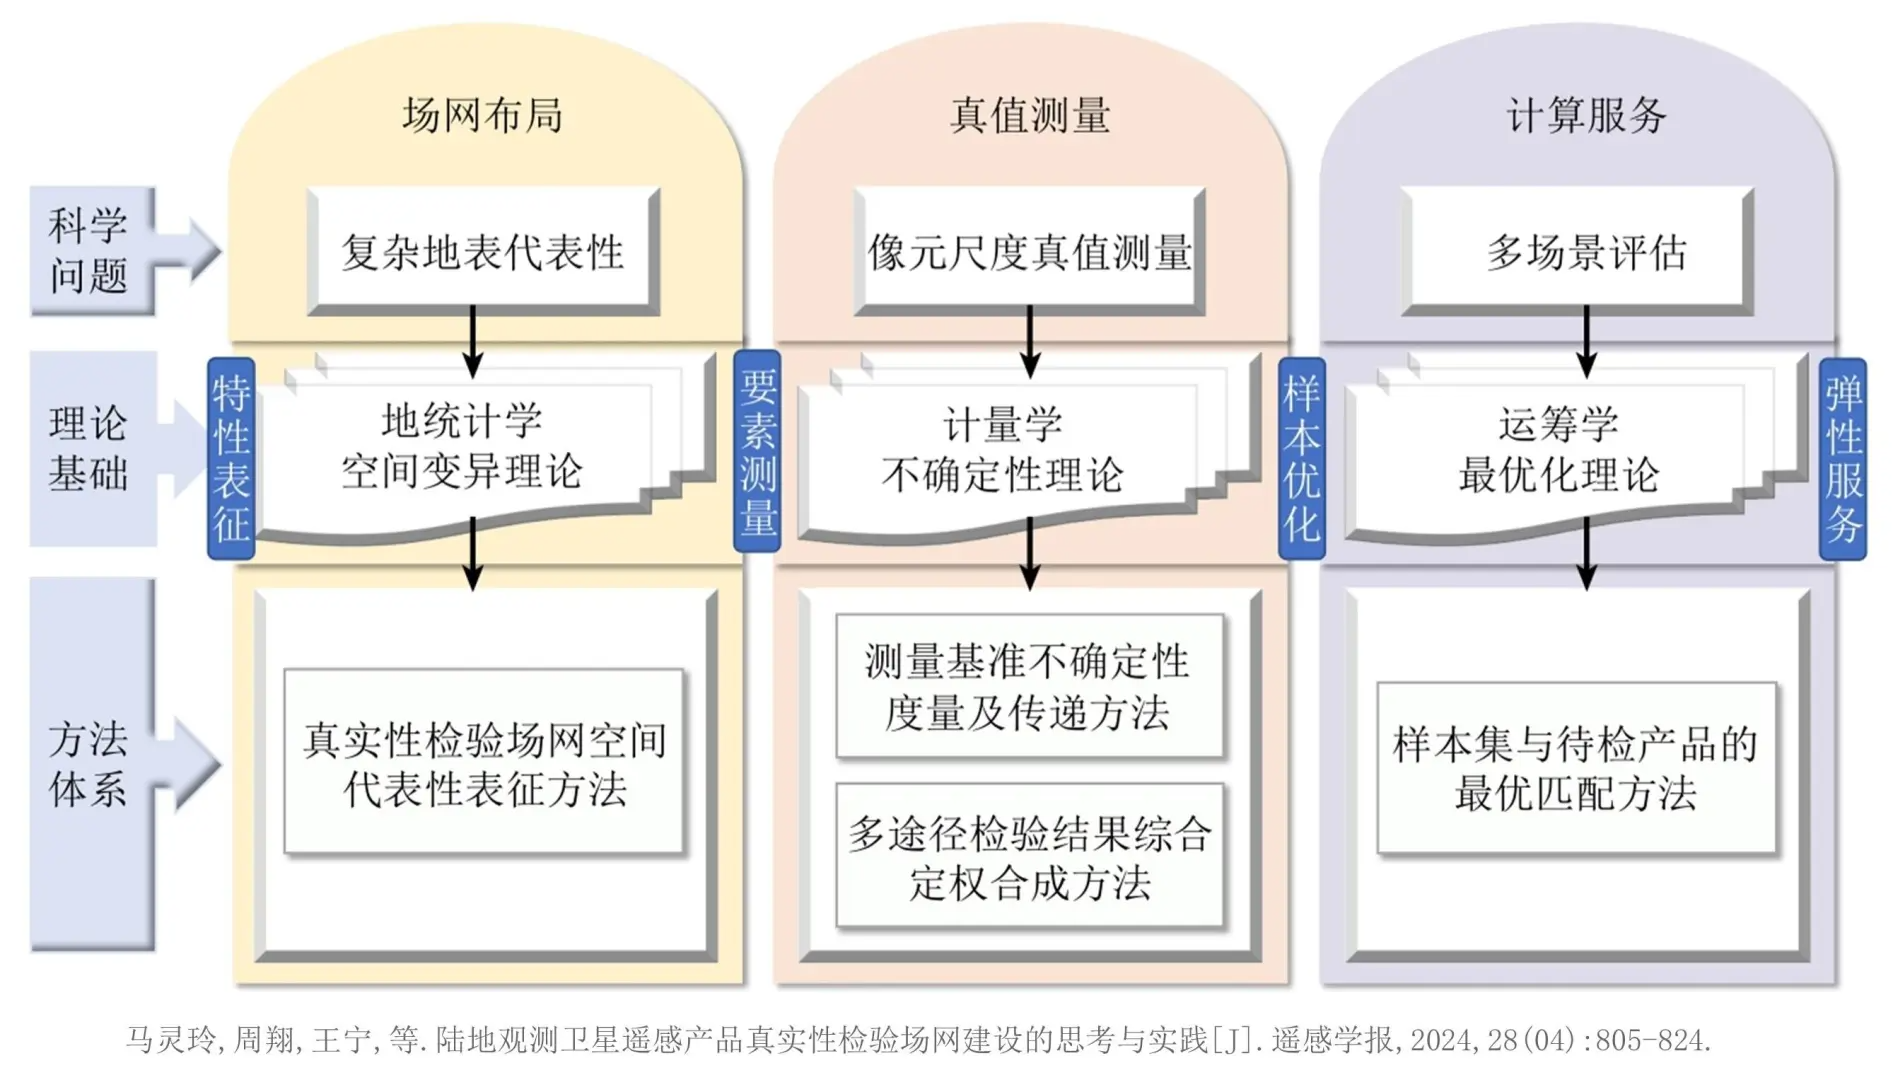 场网布局
真值测量
计算服务
科学
问题
复杂地表代表性
像元尺度真值测量
多场景评估
理论
基础
特性表征
地统计学
空间变异理论
要素测量
计量学
不确定性理论
样本优化
运筹学
最优化理论
弹性服务
方法
体系
真实性检验场网空间
代表性表征方法
测量基准不确定性
度量及传递方法
多途径检验结果综合
定权合成方法
样本集与待检产品的
最优匹配方法
马灵玲,周翔,王宁,等.陆地观测卫星遥感产品真实性检验场网建设的思考与实践[J].遥感学报,2024,28(04):805-824.